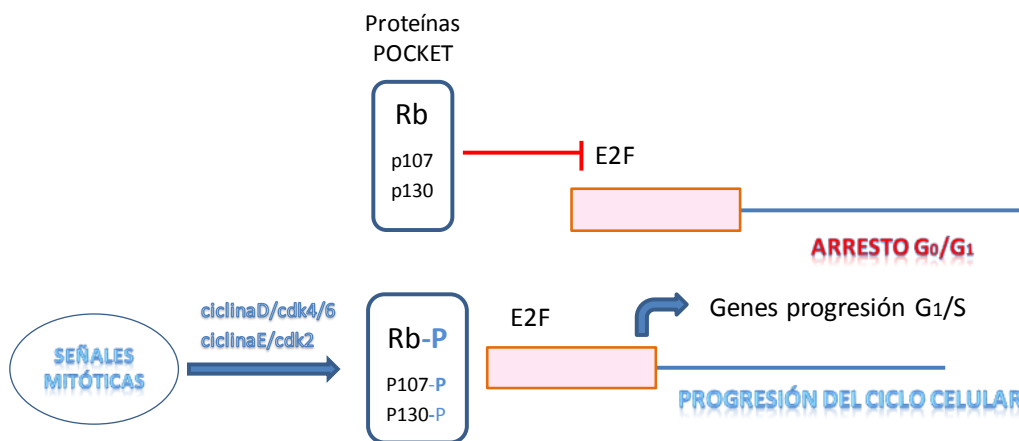 Proteínas
POCKET
Rb
p107
p130
E2F
ARRESTO G0/G1
SEÑALES
MITÓTICAS
ciclinaD/cdk4/6
ciclinaE/cdk2
Rb-P
P107-P
P130-P
E2F
Genes progresión G1/S
PROGRESIÓN DEL CICLO CELULAR